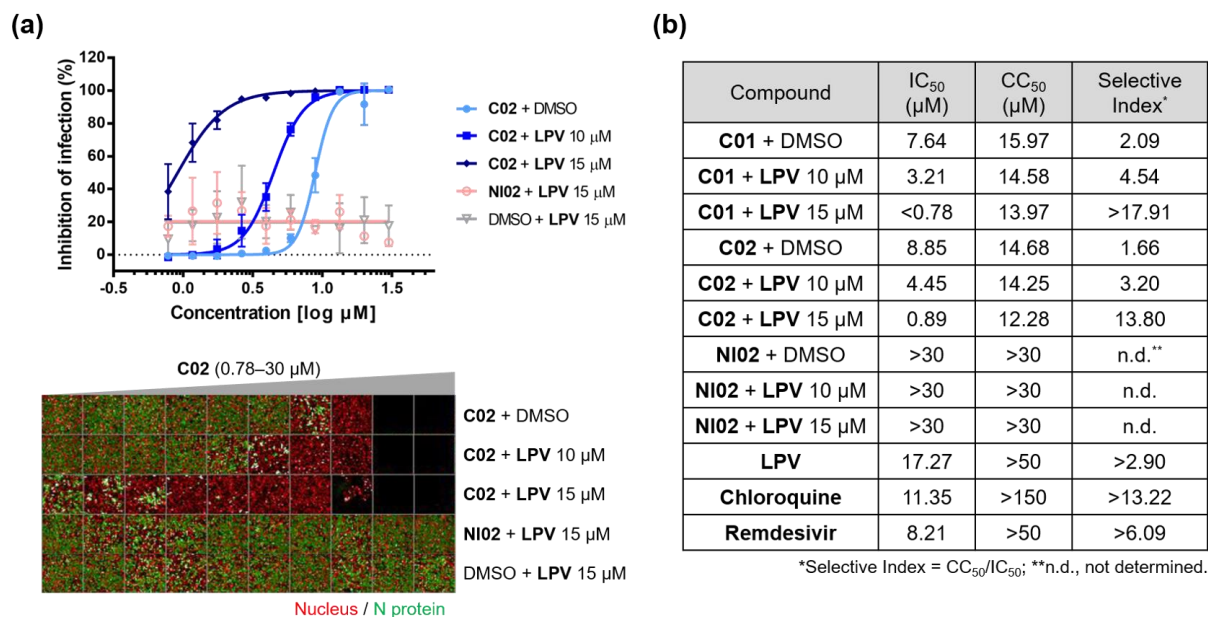 (a)
120
100
80
60
40
20
0
Inhibition of infection (%)
-0.5 0.0 0.5 1.0 1.5
Concentration [log µM]
C02 + DMSO
C02 + LPV 10 µM
C02 + LPV 15 µM
NI02 + LPV 15 µM
DMSO + LPV 15 µM
C02 (0.78–30 µM)
C02 + DMSO
C02 + LPV 10 µM
C02 + LPV 15 µM
NI02 + LPV 15 µM
DMSO + LPV 15 µM
Nucleus / N protein
(b)
Compound IC50 (µM) CC50 (µM) Selective Index*
C01 + DMSO 7.64 15.97 2.09
C01 + LPV 10 µM 3.21 14.58 4.54
C01 + LPV 15 µM <0.78 13.97 >17.91
C02 + DMSO 8.85 14.68 1.66
C02 + LPV 10 µM 4.45 14.25 3.20
C02 + LPV 15 µM 0.89 12.28 13.80
NI02 + DMSO >30 >30 n.d.**
NI02 + LPV 10 µM >30 >30 n.d.
NI02 + LPV 15 µM >30 >30 n.d.
LPV 17.27 >50 >2.90
Chloroquine 11.35 >150 >13.22
Remdesivir 8.21 >50 >6.09
*Selective Index = CC50/IC50; **n.d., not determined.